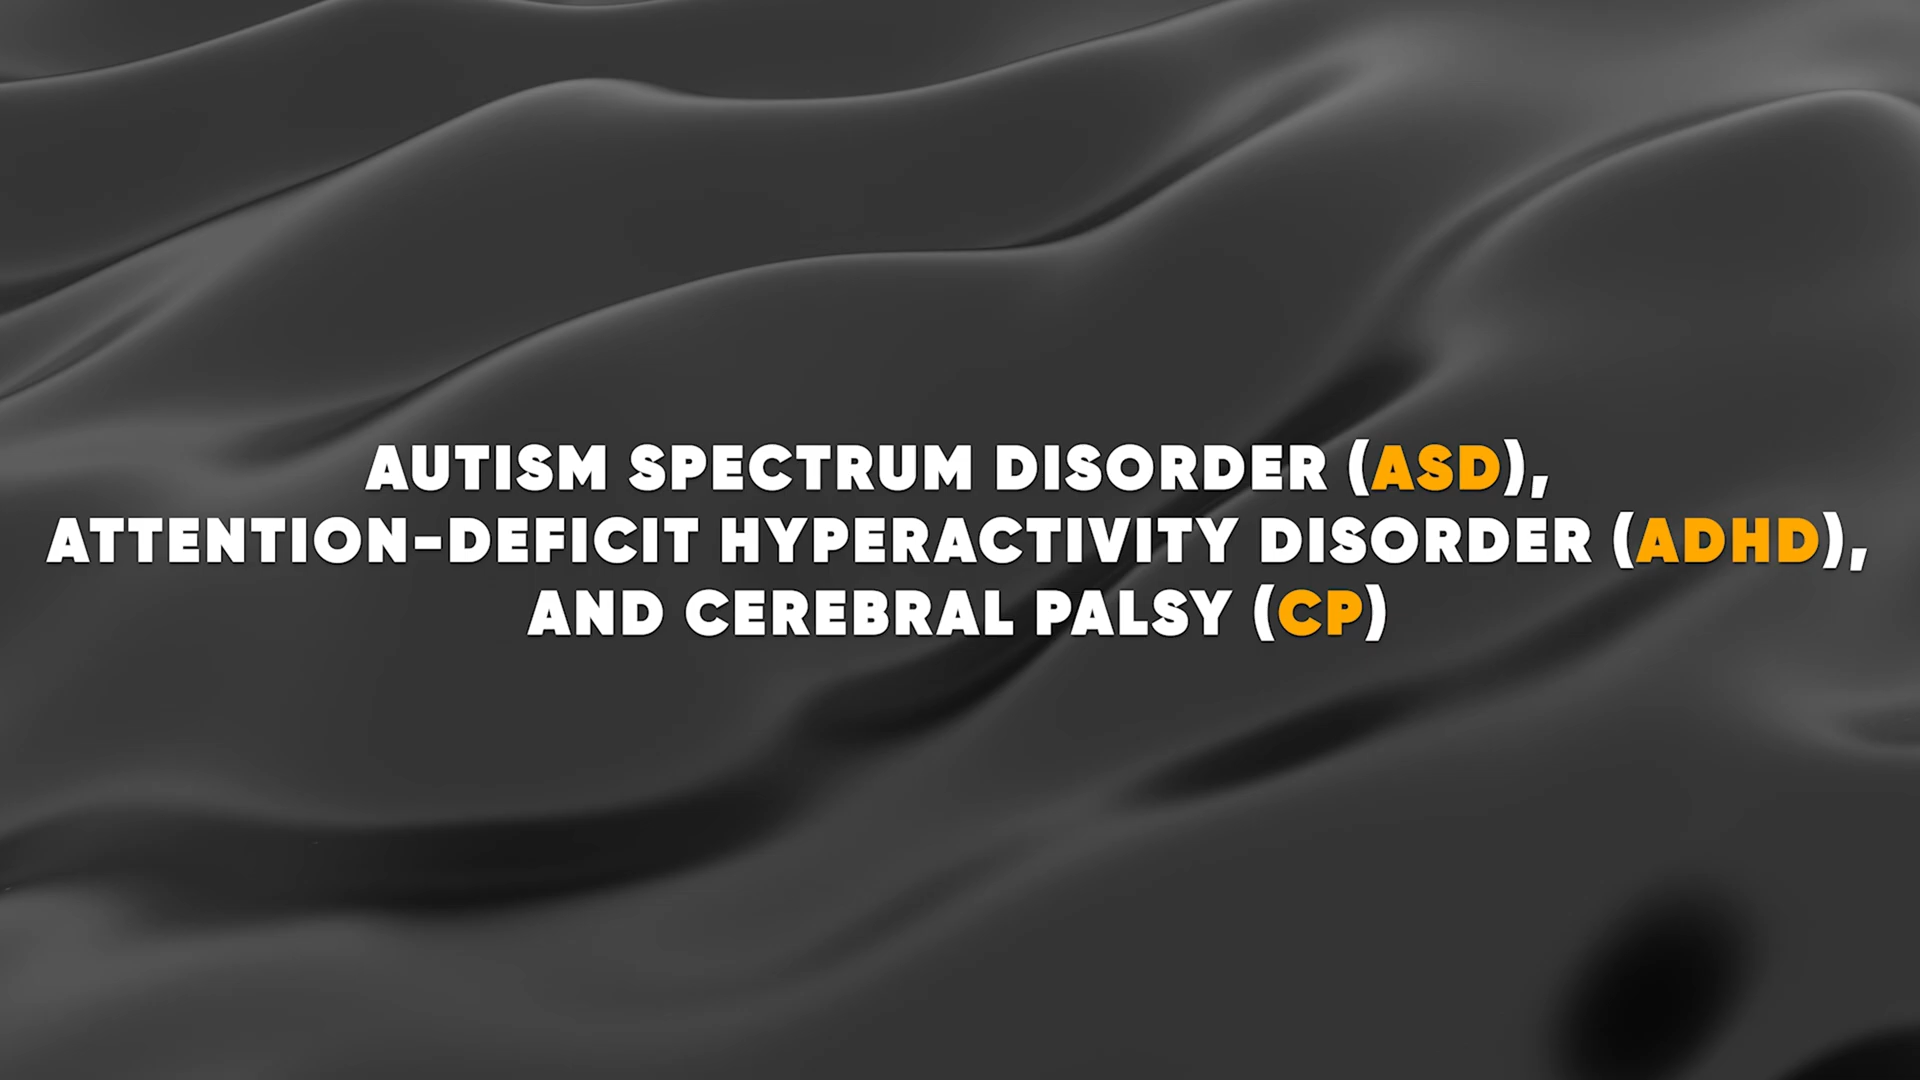 AUTISM SPECTRUM DISORDER (ASD),
ATTENTION-DEFICIT HYPERACTIVITY DISORDER (ADHD),
AND CEREBRAL PALSY (CP)